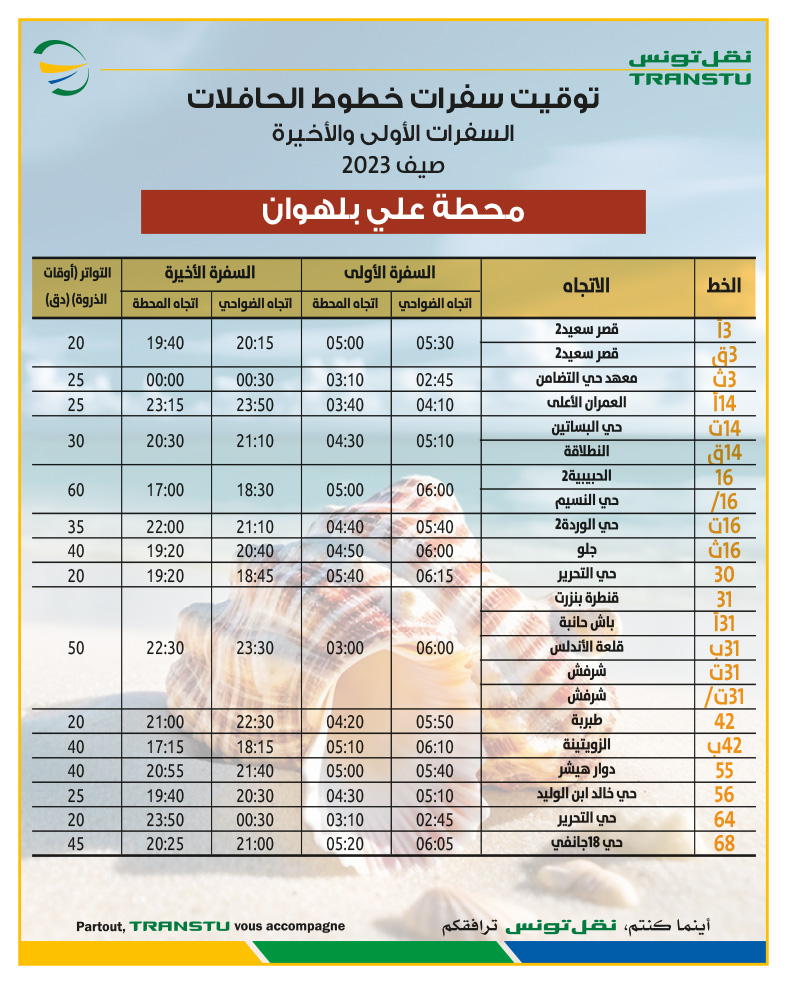 نقل تونس
TRANSTU
توقيت سفرات خطوط الحافلات
السفرات الأولى والأخيرة
صيف 2023
محطة علي بلهوان
الخط الاتجاه السفرة الأولى السفرة الأخيرة التواتر (أوقات الذروة) (دق)
اتجاه الضواحي اتجاه المحطة اتجاه الضواحي اتجاه المحطة
3أ قصر سعيد2 05:30 05:00 20:15 19:40 20
3ق قصر سعيد2
3ث معهد حي التضامن 02:45 03:10 00:30 00:00 25
14أ العمران الأعلى 04:10 03:40 23:50 23:15 25
14ت حي البساتين 05:10 04:30 21:10 20:30 30
14ق النطلاقة
16 الحبيبية2 06:00 05:00 18:30 17:00 60
16/ حي النسيم
16ت حي الوردة2 05:40 04:40 21:10 22:00 35
16ث جلو 06:00 04:50 20:40 19:20 40
30 حي التحرير 06:15 05:40 18:45 19:20 20
31 قنطرة بنزرت 06:00 03:00 23:30 22:30 50
31أ باش حانبة
31ب قلعة الأندلس
31ت شرفش
31ت/ شرفش
42 طبربة 05:50 04:20 22:30 21:00 20
42ب الزويتينة 06:10 05:10 18:15 17:15 40
55 دوار هيشر 05:40 05:00 21:40 20:55 40
56 حي خالد ابن الوليد 05:10 04:30 20:30 19:40 25
64 حي التحرير 02:45 03:10 00:30 23:50 20
68 حي 18جانفي 06:05 05:20 21:00 20:25 45
أينما كنتم، نقل تونس ترافقكم
Partout, TRANSTU vous accompagne